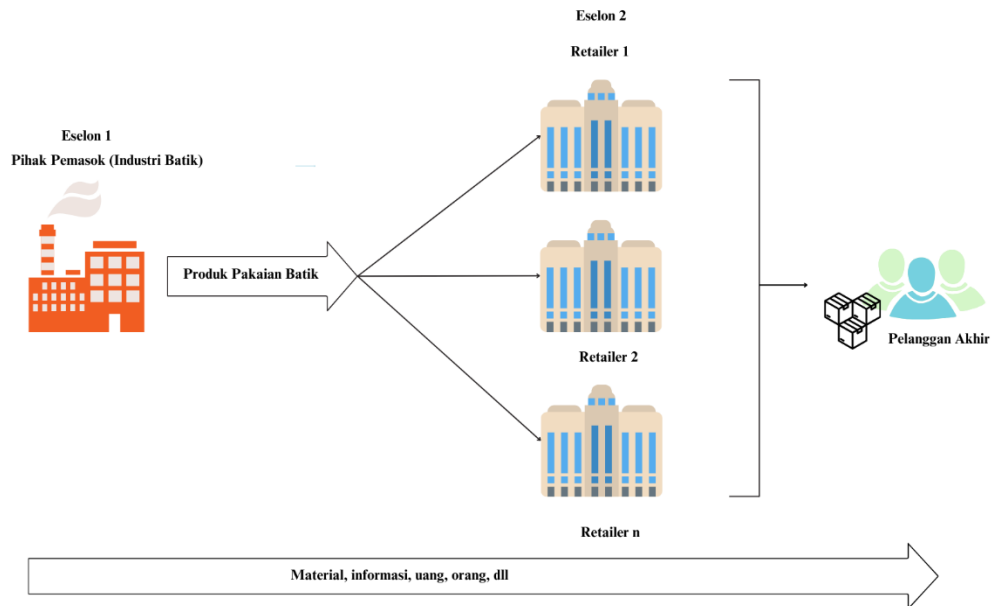 Eselon 2
Retailer 1
Eselon 1
Pihak Pemasok (Industri Batik)
Produk Pakaian Batik
Retailer 2
Pelanggan Akhir
Retailer n
Material, informasi, uang, orang, dll